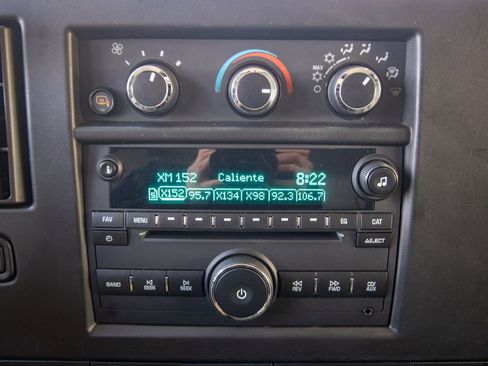 MAX
XM 152 Caliente 8:22
X152 95.7 X134 X98 92.3 106.7
FAV MENU EQ CAT
EJECT
BAND SEEK SEEK REV FWD CD/AUX